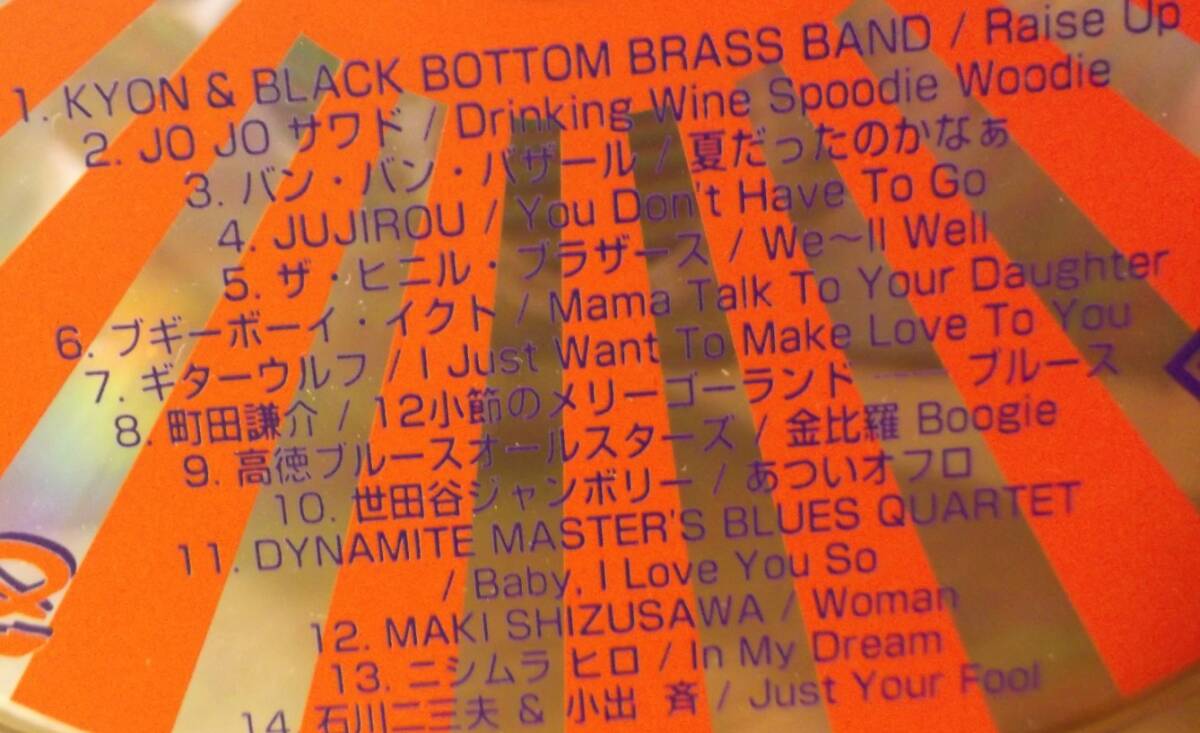 1. KYON & BLACK BOTTOM BRASS BAND / Raise Up
2. JO JO サワド / Drinking Wine Spoodie Woodie
3. バン・バン・バザール / 夏だったのかなぁ
4. JUJIROU / You Don't Have To Go
5. ザ・ヒニル・ブラザース / We〜ll Well
6. ブギーボーイ・イクト / Mama Talk To Your Daughter
7. ギターウルフ / I Just Want To Make Love To You
8. 町田謙介 / 12小節のメリーゴーランド ―― ブルース
9. 高徳ブルースオールスターズ / 金比羅 Boogie
10. 世田谷ジャンボリー / あついオフロ
11. DYNAMITE MASTER'S BLUES QUARTET
/ Baby, I Love You So
12. MAKI SHIZUSAWA / Woman
13. ニシムラ ヒロ / In My Dream
14. 石川二三夫 & 小出 斉 / Just Your Fool